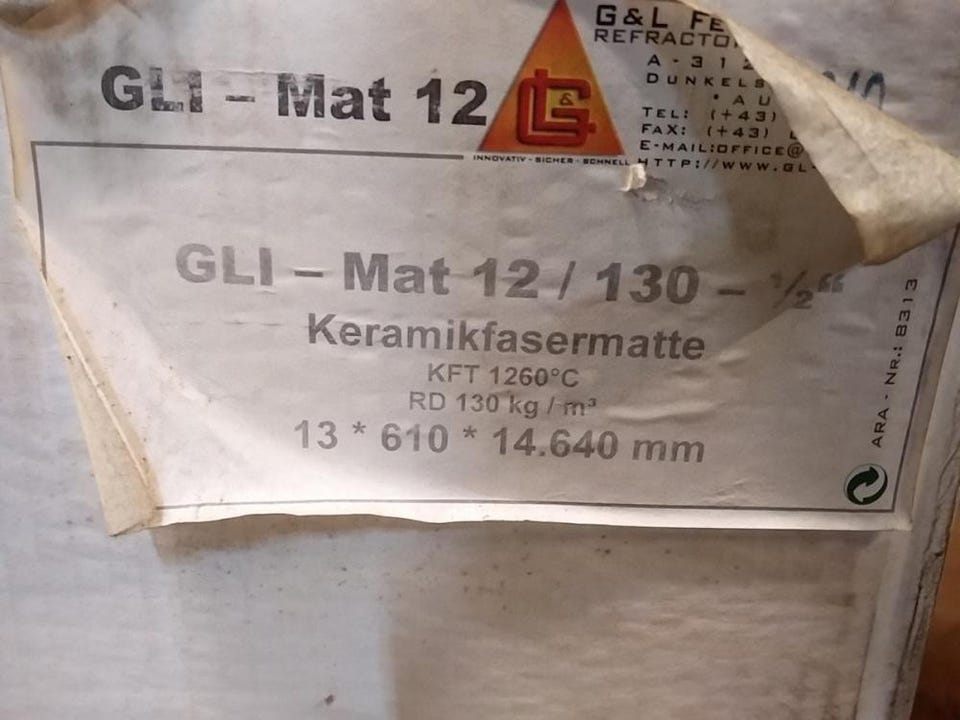 GLI – Mat 12
L&G
INNOVATIV - SICHER - SCHNELL
G&L FE
REFRACTO
A - 312
DUNKELS
* AU
TEL: (+43)
FAX: (+43)
E-MAIL:OFFICE@
HTTP://WWW.GL-
GLI – Mat 12 / 130 – ½“
Keramikfasermatte
KFT 1260°C
RD 130 kg / m³
13 * 610 * 14.640 mm
ARA - NR.: 8313